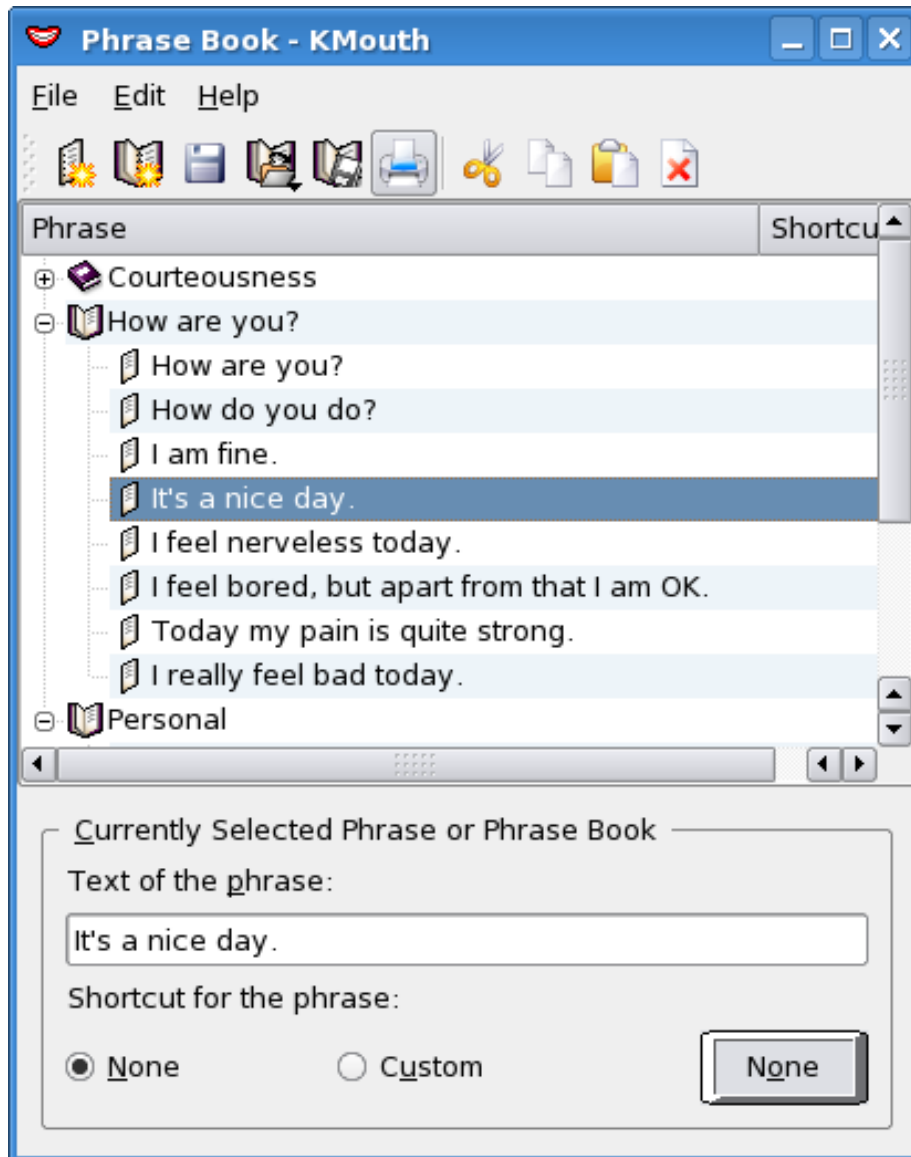 Phrase Book - KMouth
File Edit Help
Phrase Shortcu
Courteousness
How are you?
How are you?
How do you do?
I am fine.
It's a nice day.
I feel nerveless today.
I feel bored, but apart from that I am OK.
Today my pain is quite strong.
I really feel bad today.
Personal
Currently Selected Phrase or Phrase Book
Text of the phrase:
It's a nice day.
Shortcut for the phrase:
None Custom None